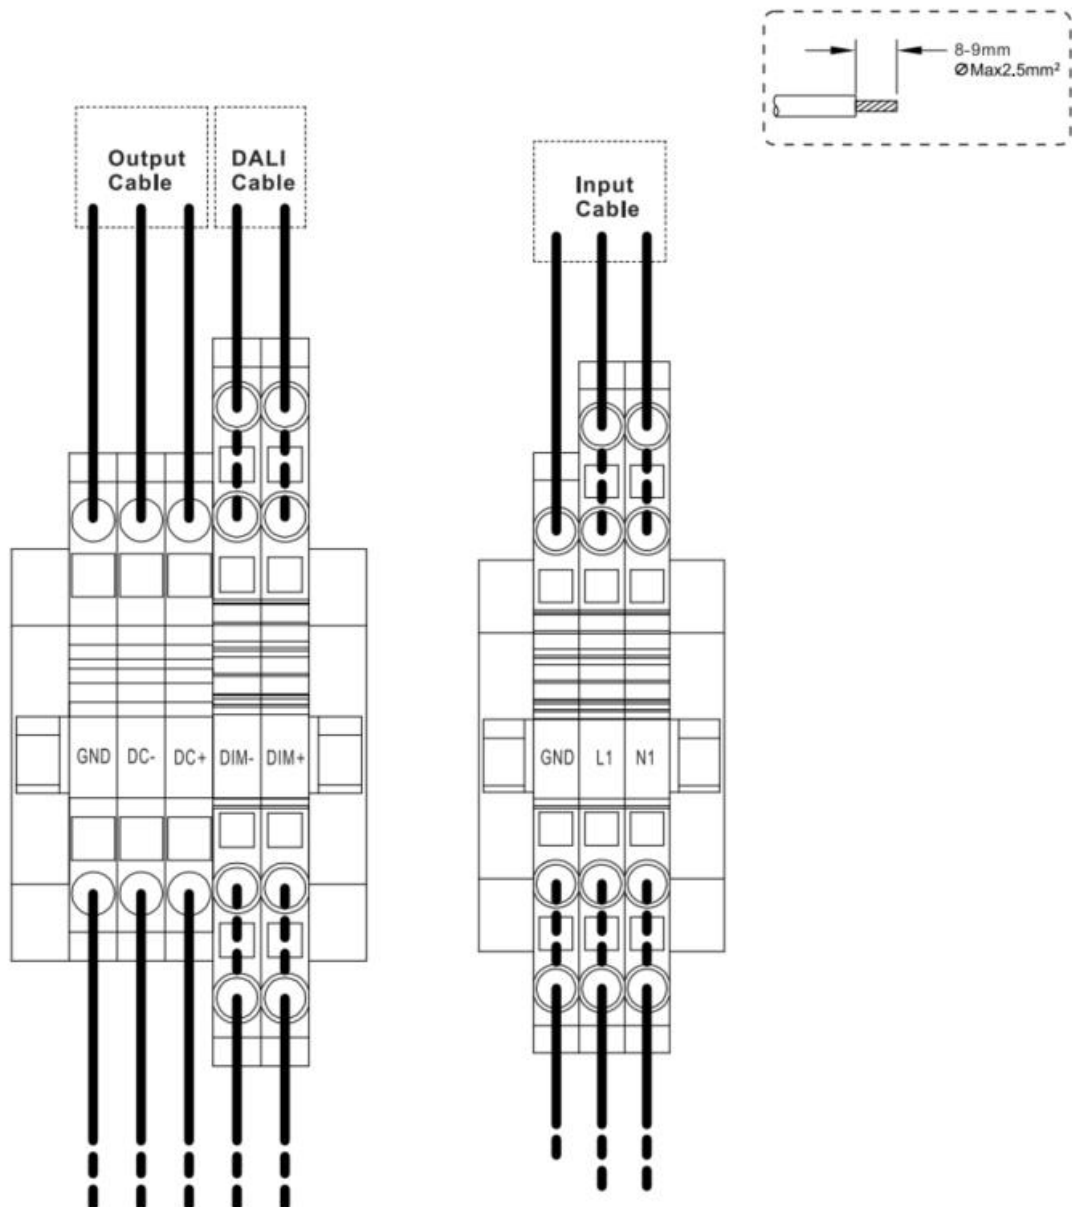 8-9mm
ØMax2.5mm²
Output
Cable
DALI
Cable
Input
Cable
GND DC- DC+ DIM- DIM+
GND L1 N1